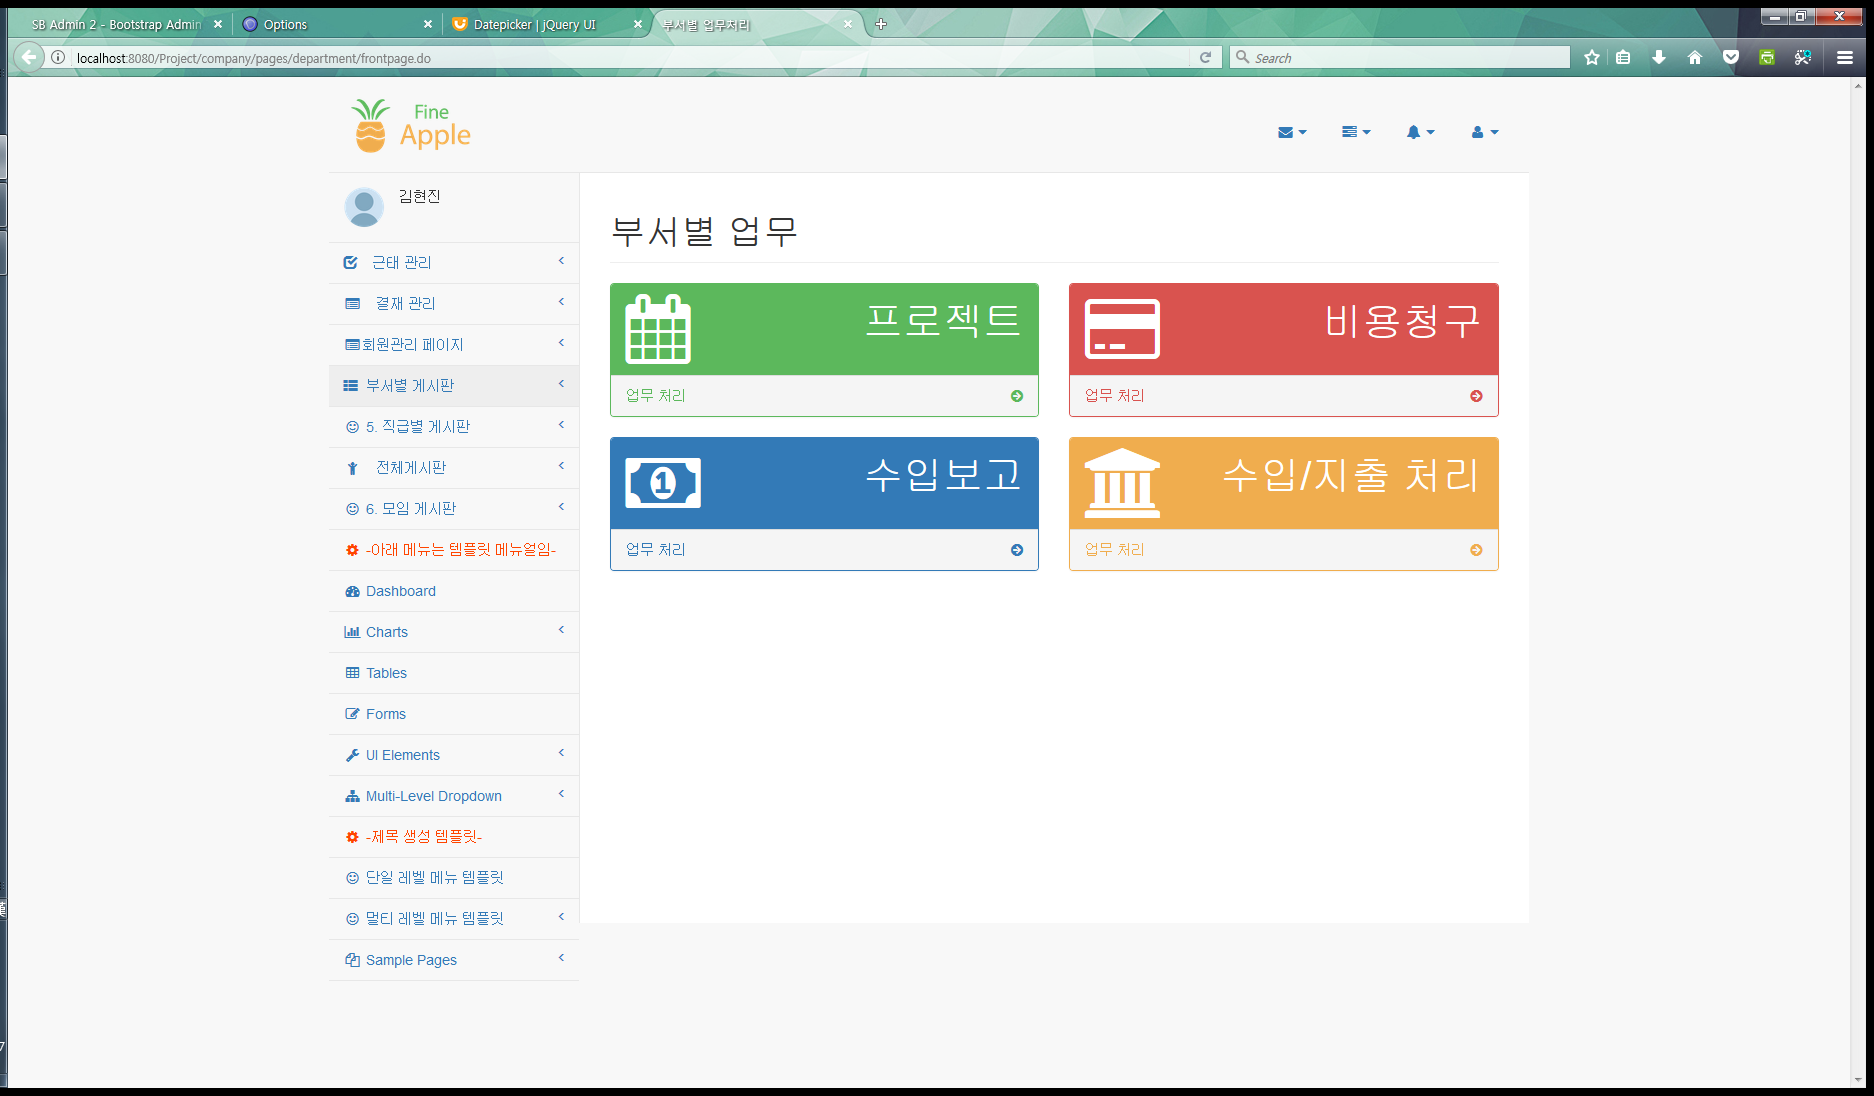 SB Admin 2 - Bootstrap Admin
Options
Datepicker | jQuery UI
부서별 업무처리
localhost:8080/Project/company/pages/department/frontpage.do
Search
Fine
Apple
김현진
근태 관리
결재 관리
회원관리 페이지
부서별 게시판
5. 직급별 게시판
전체게시판
6. 모임 게시판
-아래 메뉴는 템플릿 메뉴얼임-
Dashboard
Charts
Tables
Forms
UI Elements
Multi-Level Dropdown
-제목 생성 템플릿-
단일 레벨 메뉴 템플릿
멀티 레벨 메뉴 템플릿
Sample Pages
부서별 업무
프로젝트
업무 처리
비용청구
업무 처리
1
수입보고
업무 처리
수입/지출 처리
업무 처리